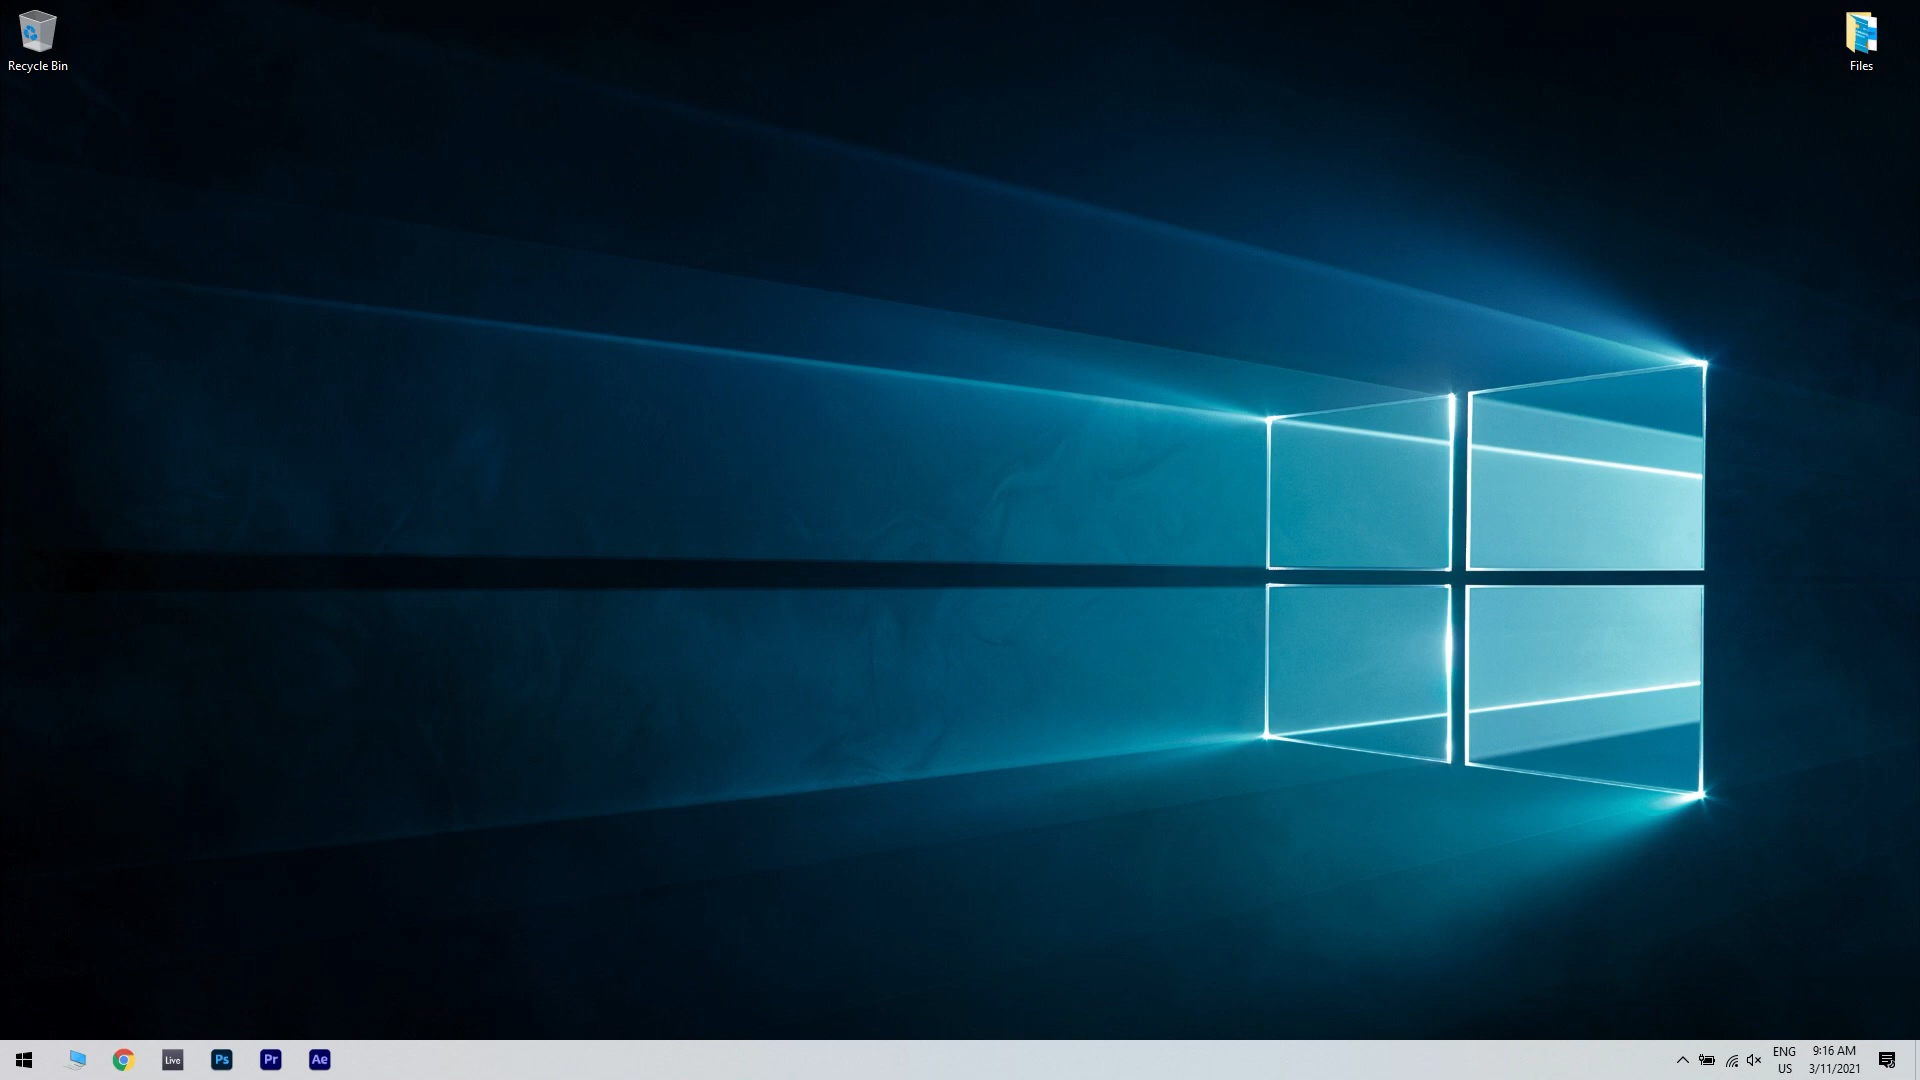 Recycle Bin
Files
Live
Ps
Pr
Ae
ENG
US
9:16 AM
3/11/2021